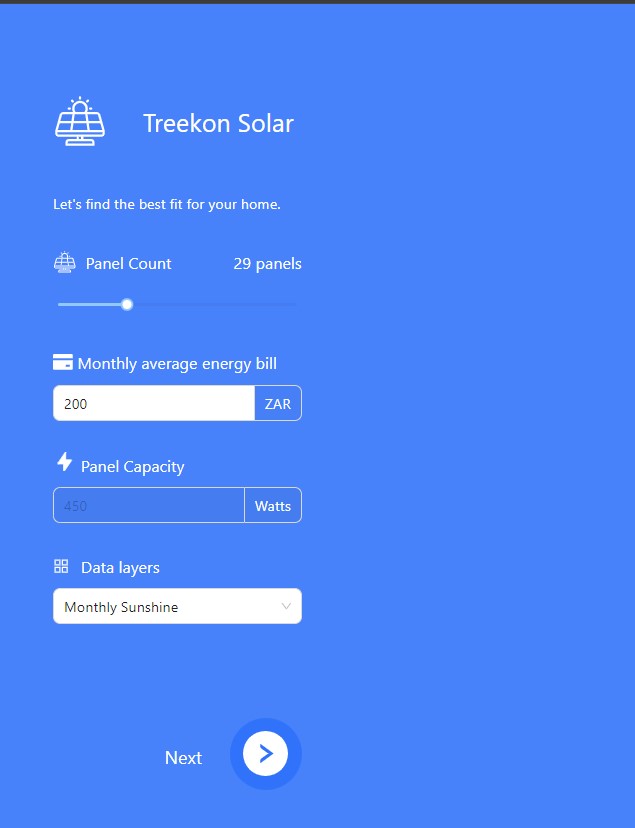 Treekon Solar
Let's find the best fit for your home.
Panel Count 29 panels
Monthly average energy bill
200 ZAR
Panel Capacity
450 Watts
Data layers
Monthly Sunshine
Next